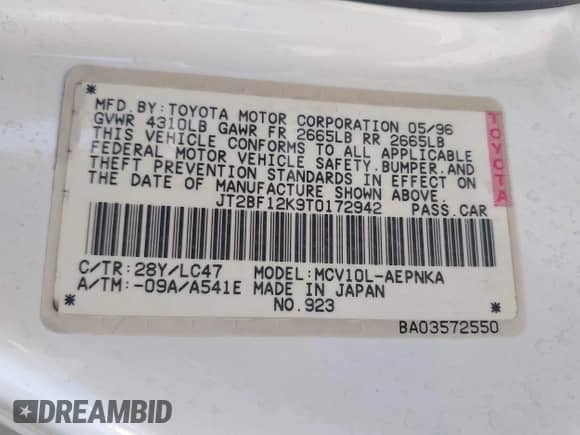 MFD. BY: TOYOTA MOTOR CORPORATION 05/96
GVWR 4310LB GAWR FR 2665LB RR 2665LB
THIS VEHICLE CONFORMS TO ALL APPLICABLE
FEDERAL MOTOR VEHICLE SAFETY,BUMPER,AND
THEFT PREVENTION STANDARDS IN EFFECT ON
THE DATE OF MANUFACTURE SHOWN ABOVE.
JT2BF12K9T0172942 PASS.CAR
TOYOTA
C/TR:28Y/LC47 MODEL:MCV10L-AEPNKA
A/TM:-09A/A541E MADE IN JAPAN
NO.923
BA03572550
DREAMBID